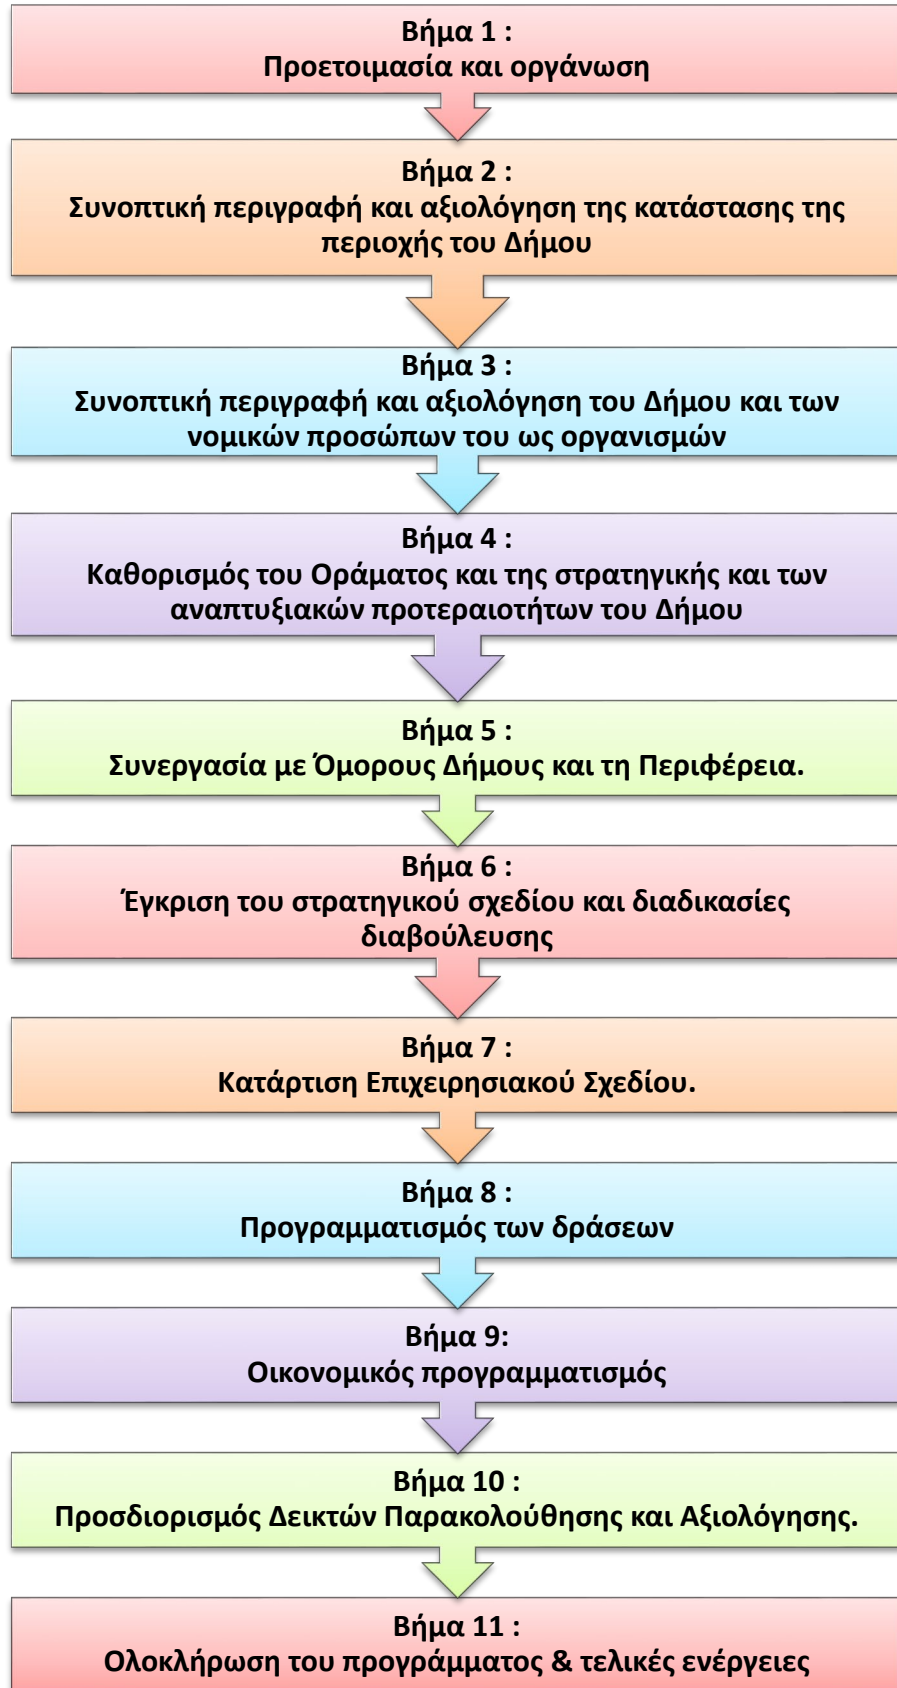 Βήμα 1 :
Προετοιμασία και οργάνωση
Βήμα 2 :
Συνοπτική περιγραφή και αξιολόγηση της κατάστασης της
περιοχής του Δήμου
Βήμα 3 :
Συνοπτική περιγραφή και αξιολόγηση του Δήμου και των
νομικών προσώπων του ως οργανισμών
Βήμα 4 :
Καθορισμός του Οράματος και της στρατηγικής και των
αναπτυξιακών προτεραιοτήτων του Δήμου
Βήμα 5 :
Συνεργασία με Όμορους Δήμους και τη Περιφέρεια.
Βήμα 6 :
Έγκριση του στρατηγικού σχεδίου και διαδικασίες
διαβούλευσης
Βήμα 7 :
Κατάρτιση Επιχειρησιακού Σχεδίου.
Βήμα 8 :
Προγραμματισμός των δράσεων
Βήμα 9:
Οικονομικός προγραμματισμός
Βήμα 10 :
Προσδιορισμός Δεικτών Παρακολούθησης και Αξιολόγησης.
Βήμα 11 :
Ολοκλήρωση του προγράμματος & τελικές ενέργειες